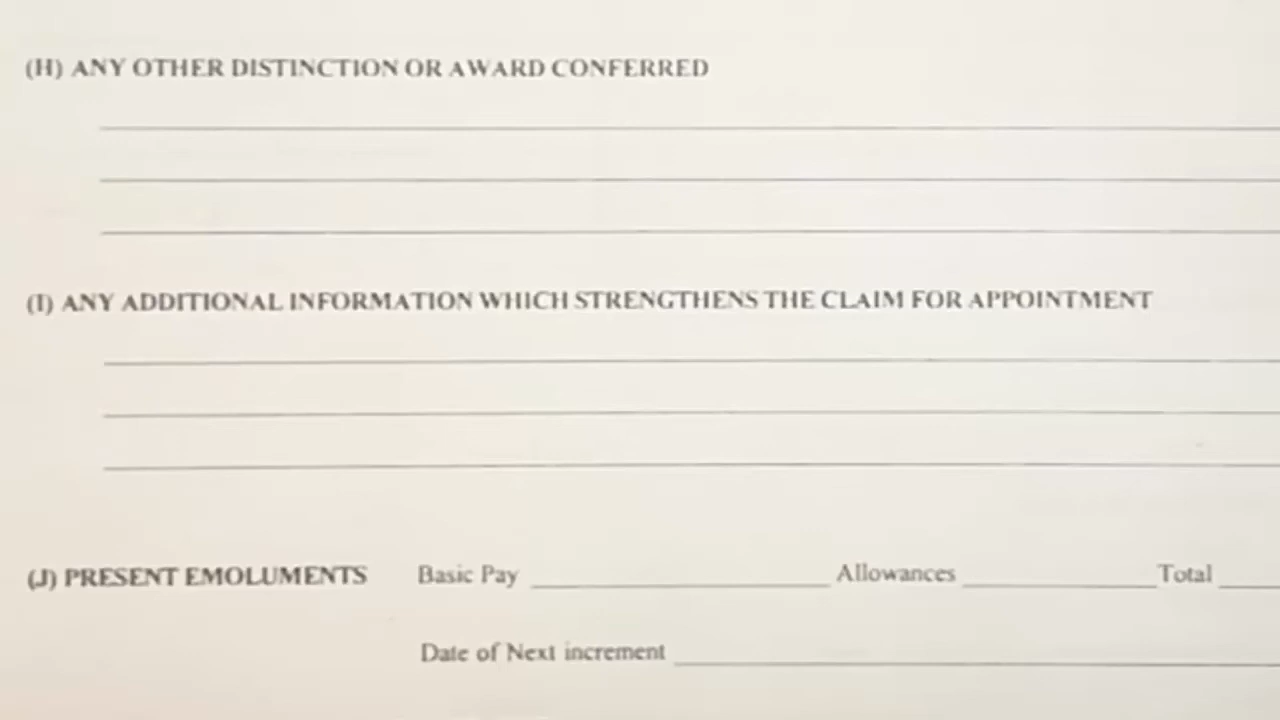 (H) ANY OTHER DISTINCTION OR AWARD CONFERRED
(I) ANY ADDITIONAL INFORMATION WHICH STRENGTHENS THE CLAIM FOR APPOINTMENT
(J) PRESENT EMOLUMENTS Basic Pay Allowances Total
Date of Next increment